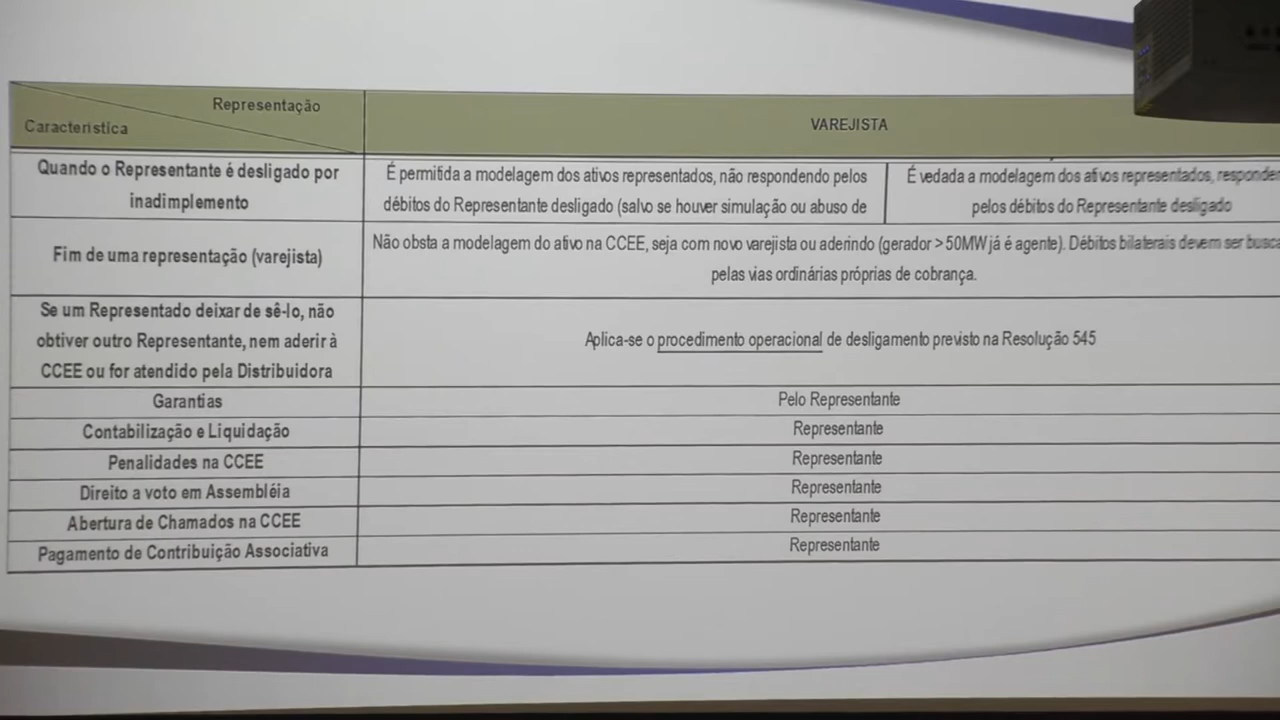 Representação
Característica
VAREJISTA
Quando o Representante é desligado por
inadimplemento
É permitida a modelagem dos ativos representados, não respondendo pelos
débitos do Representante desligado (salvo se houver simulação ou abuso de
É vedada a modelagem dos ativos representados,
pelos débitos do Representante desligado
Fim de uma representação (varejista)
Não obsta a modelagem do ativo na CCEE, seja com novo varejista ou aderindo (gerador > 50MW já é agente). Débitos bilaterais devem ser
pelas vias ordinárias próprias de cobrança.
Se um Representado deixar de sê-lo, não
obtiver outro Representante, nem aderir à
CCEE ou for atendido pela Distribuidora
Aplica-se o procedimento operacional de desligamento previsto na Resolução 545
Garantias
Pelo Representante
Contabilização e Liquidação
Representante
Penalidades na CCEE
Representante
Direito a voto em Assembléia
Representante
Abertura de Chamados na CCEE
Representante
Pagamento de Contribuição Associativa
Representante